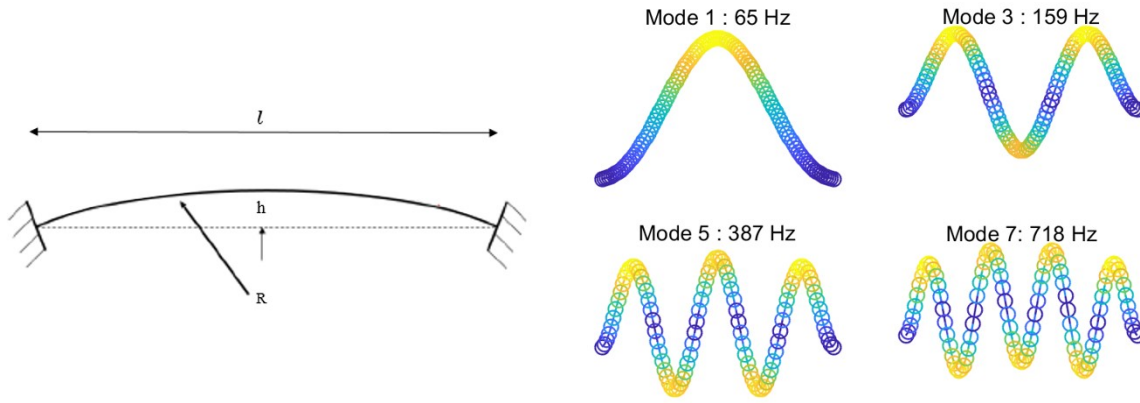 l
h
R
Mode 1 : 65 Hz
Mode 3 : 159 Hz
Mode 5 : 387 Hz
Mode 7: 718 Hz